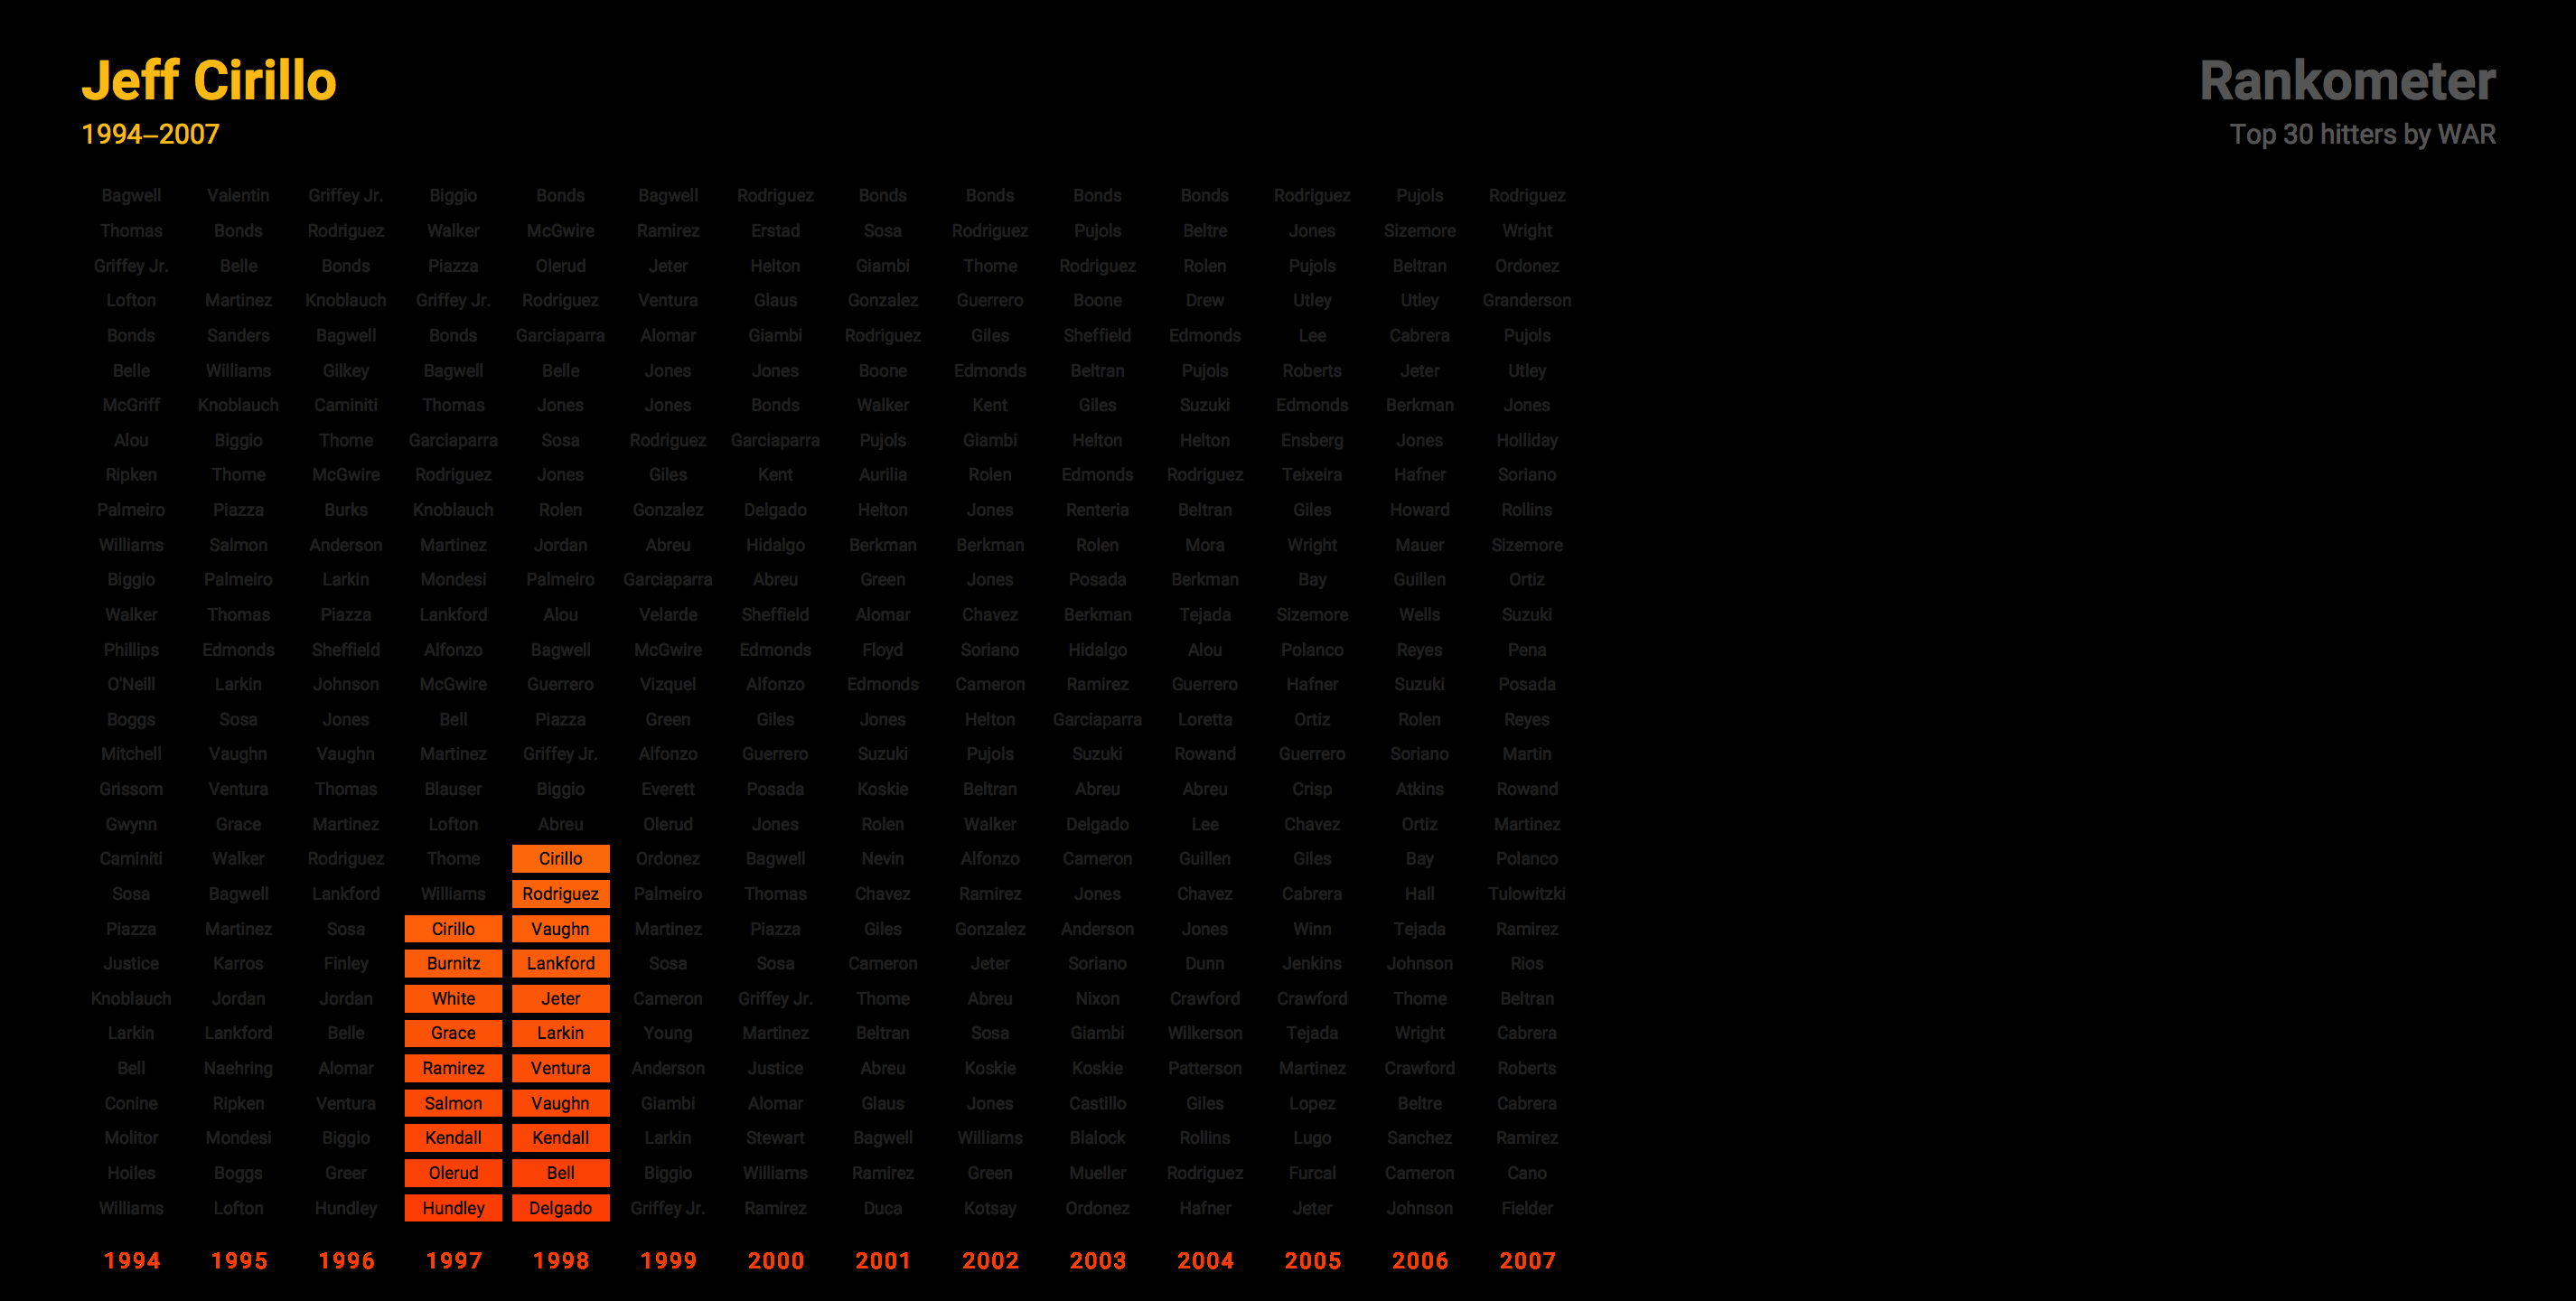 Jeff Cirillo
Rankometer
1994–2007
Top 30 hitters by WAR
Bagwell Valentin Griffey Jr. Biggio Bonds Bagwell Rodriguez Bonds Bonds Bonds Bonds Rodriguez Pujols Rodriguez
Thomas Bonds Rodriguez Walker McGwire Ramirez Erstad Sosa Rodriguez Pujols Beltre Jones Sizemore Wright
Griffey Jr. Belle Bonds Piazza Olerud Jeter Helton Giambi Thome Rodriguez Rolen Pujols Beltran Ordonez
Lofton Martinez Knoblauch Griffey Jr. Rodriguez Ventura Glaus Gonzalez Guerrero Boone Drew Utley Utley Granderson
Bonds Sanders Bagwell Bonds Garciaparra Alomar Giambi Rodriguez Giles Sheffield Edmonds Lee Cabrera Pujols
Belle Williams Gilkey Bagwell Belle Jones Jones Boone Edmonds Beltran Pujols Roberts Jeter Utley
McGriff Knoblauch Caminiti Thomas Jones Jones Bonds Walker Kent Giles Suzuki Edmonds Berkman Jones
Alou Biggio Thome Garciaparra Sosa Rodriguez Garciaparra Pujols Giambi Helton Helton Ensberg Jones Holliday
Ripken Thome McGwire Rodriguez Jones Giles Kent Aurilia Rolen Edmonds Rodriguez Teixeira Hafner Soriano
Palmeiro Piazza Burks Knoblauch Rolen Gonzalez Delgado Helton Jones Renteria Beltran Giles Howard Rollins
Williams Salmon Anderson Martinez Jordan Abreu Hidalgo Berkman Berkman Rolen Mora Wright Mauer Sizemore
Biggio Palmeiro Larkin Mondesi Palmeiro Garciaparra Abreu Green Jones Posada Berkman Bay Guillen Ortiz
Walker Thomas Piazza Lankford Alou Velarde Sheffield Alomar Chavez Berkman Tejada Sizemore Wells Suzuki
Phillips Edmonds Sheffield Alfonzo Bagwell McGwire Edmonds Floyd Soriano Hidalgo Alou Polanco Reyes Pena
O'Neill Larkin Johnson McGwire Guerrero Vizquel Alfonzo Edmonds Cameron Ramirez Guerrero Hafner Suzuki Posada
Boggs Sosa Jones Bell Piazza Green Giles Jones Helton Garciaparra Loretta Ortiz Rolen Reyes
Mitchell Vaughn Vaughn Martinez Griffey Jr. Alfonzo Guerrero Suzuki Pujols Suzuki Rowand Guerrero Soriano Martin
Grissom Ventura Thomas Blauser Biggio Everett Posada Koskie Beltran Abreu Abreu Crisp Atkins Rowand
Gwynn Grace Martinez Lofton Abreu Olerud Jones Rolen Walker Delgado Lee Chavez Ortiz Martinez
Caminiti Walker Rodriguez Thome Cirillo Ordonez Bagwell Nevin Alfonzo Cameron Guillen Giles Bay Polanco
Sosa Bagwell Lankford Williams Rodriguez Palmeiro Thomas Chavez Ramirez Jones Chavez Cabrera Hall Tulowitzki
Piazza Martinez Sosa Cirillo Vaughn Martinez Piazza Giles Gonzalez Anderson Jones Winn Tejada Ramirez
Justice Karros Finley Burnitz Lankford Sosa Sosa Cameron Jeter Soriano Dunn Jenkins Johnson Rios
Knoblauch Jordan Jordan White Jeter Cameron Griffey Jr. Thome Abreu Nixon Crawford Crawford Thome Beltran
Larkin Lankford Belle Grace Larkin Young Martinez Beltran Sosa Giambi Wilkerson Tejada Wright Cabrera
Bell Naehring Alomar Ramirez Ventura Anderson Justice Abreu Koskie Koskie Patterson Martinez Crawford Roberts
Conine Ripken Ventura Salmon Vaughn Giambi Alomar Glaus Jones Castillo Giles Lopez Beltre Cabrera
Molitor Mondesi Biggio Kendall Kendall Larkin Stewart Bagwell Williams Blalock Rollins Lugo Sanchez Ramirez
Hoiles Boggs Greer Olerud Bell Biggio Williams Ramirez Green Mueller Rodriguez Furcal Cameron Cano
Williams Lofton Hundley Hundley Delgado Griffey Jr. Ramirez Duca Kotsay Ordonez Hafner Jeter Johnson Fielder
1994 1995 1996 1997 1998 1999 2000 2001 2002 2003 2004 2005 2006 2007